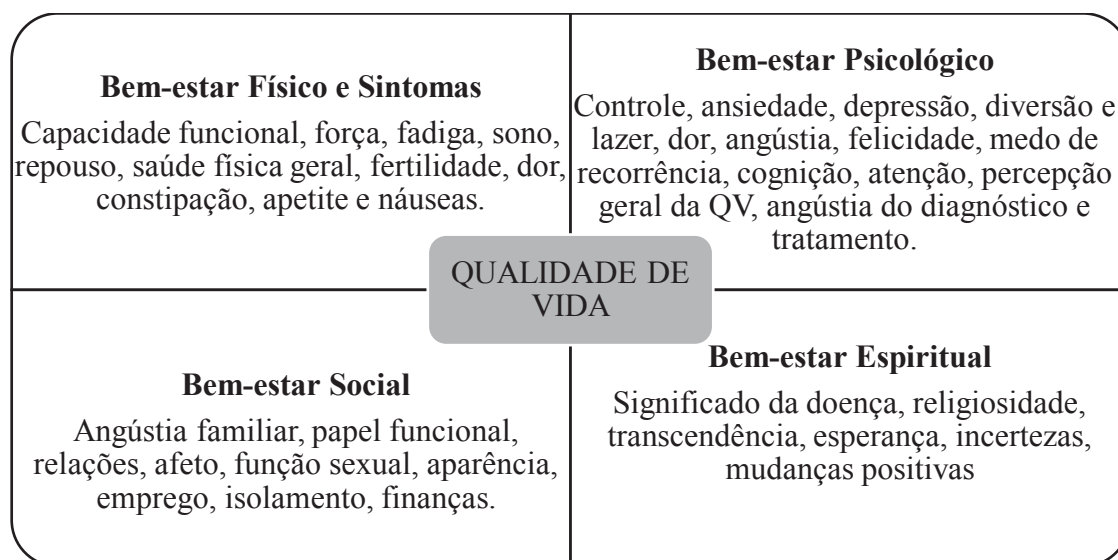 Bem-estar Físico e Sintomas
Capacidade funcional, força, fadiga, sono,
repouso, saúde física geral, fertilidade, dor,
constipação, apetite e náuseas.
Bem-estar Psicológico
Controle, ansiedade, depressão, diversão e
lazer, dor, angústia, felicidade, medo de
recorrência, cognição, atenção, percepção
geral da QV, angústia do diagnóstico e
tratamento.
QUALIDADE DE
VIDA
Bem-estar Social
Angústia familiar, papel funcional,
relações, afeto, função sexual, aparência,
emprego, isolamento, finanças.
Bem-estar Espiritual
Significado da doença, religiosidade,
transcendência, esperança, incertezas,
mudanças positivas